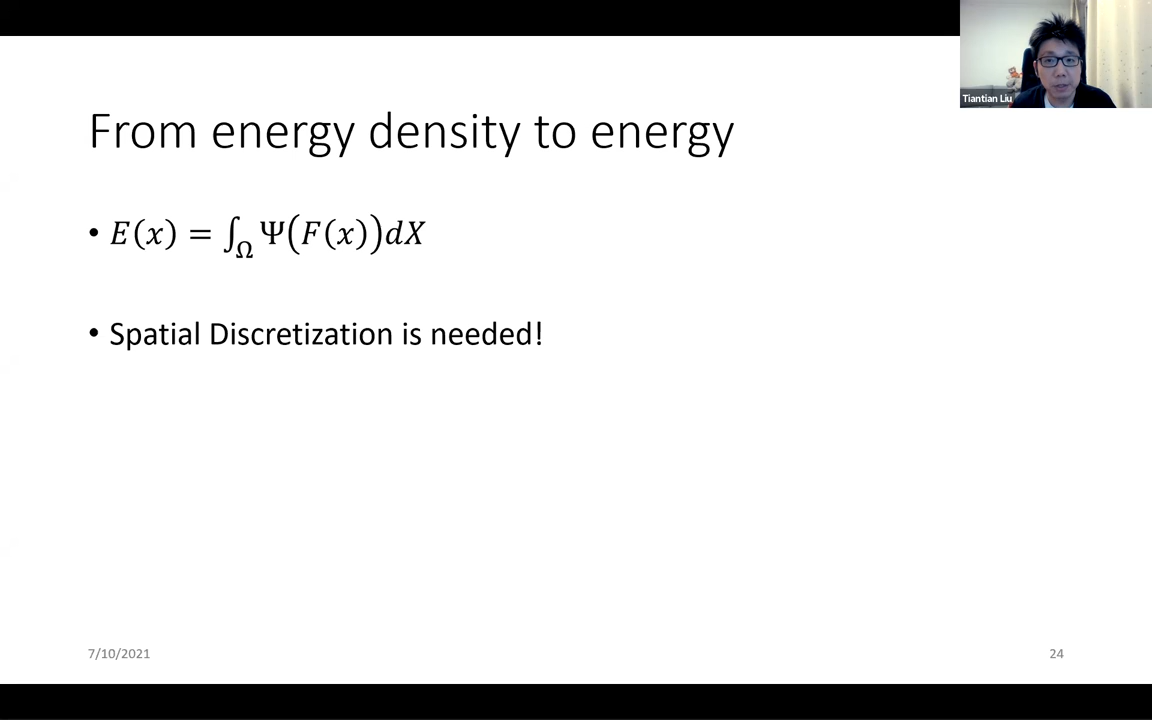 Tiantian Liu
From energy density to energy
• E(x) = ∫_Ω Ψ(F(x))dX
• Spatial Discretization is needed!
7/10/2021
24